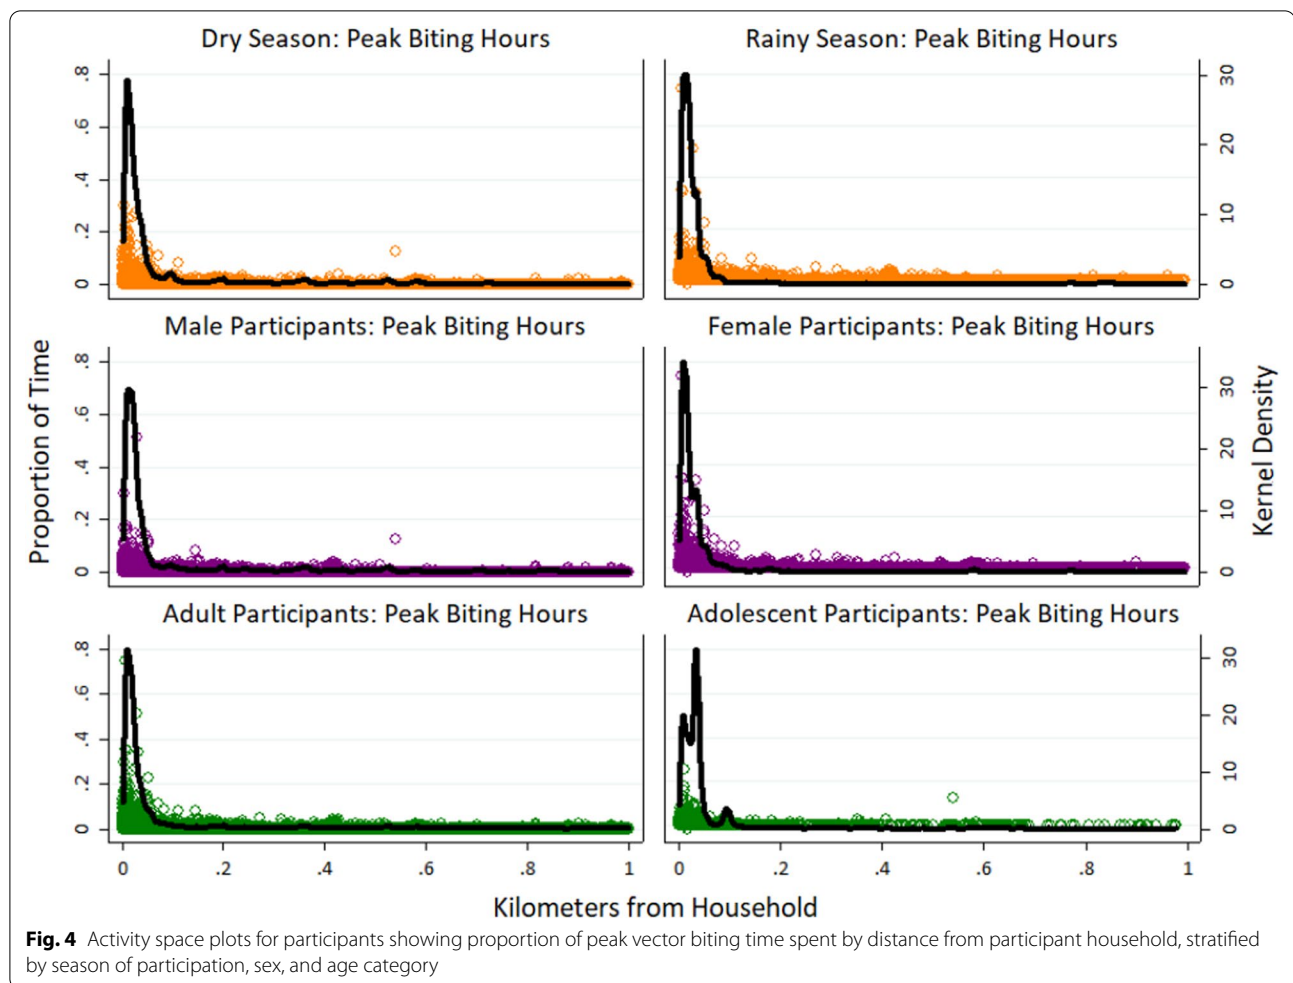 Dry Season: Peak Biting Hours
Rainy Season: Peak Biting Hours
.8
.6
.4
.2
0
30
20
10
0
Male Participants: Peak Biting Hours
Female Participants: Peak Biting Hours
Proportion of Time
.8
.6
.4
.2
0
30
20
10
0
Kernel Density
Adult Participants: Peak Biting Hours
Adolescent Participants: Peak Biting Hours
.8
.6
.4
.2
0
30
20
10
0
0 .2 .4 .6 .8 1
0 .2 .4 .6 .8 1
Kilometers from Household
Fig. 4 Activity space plots for participants showing proportion of peak vector biting time spent by distance from participant household, stratified
by season of participation, sex, and age category